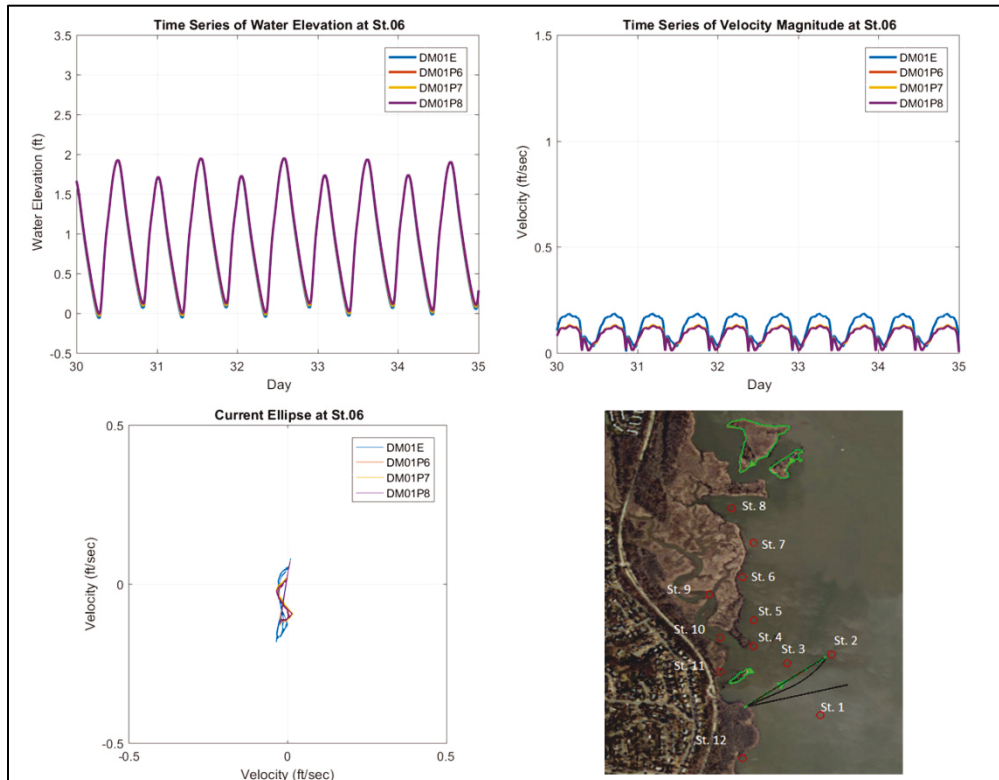 Time Series of Water Elevation at St.06
3.5
3
2.5
2
1.5
1
0.5
0
-0.5
Water Elevation (ft)
30 31 32 33 34 35
Day
DM01E
DM01P6
DM01P7
DM01P8
Time Series of Velocity Magnitude at St.06
1.5
1
0.5
0
Velocity (ft/sec)
30 31 32 33 34 35
Day
DM01E
DM01P6
DM01P7
DM01P8
Current Ellipse at St.06
0.5
0
-0.5
Velocity (ft/sec)
-0.5 0 0.5
Velocity (ft/sec)
DM01E
DM01P6
DM01P7
DM01P8
St. 8
St. 7
St. 6
St. 9
St. 5
St. 10
St. 4
St. 3
St. 2
St. 11
St. 1
St. 12